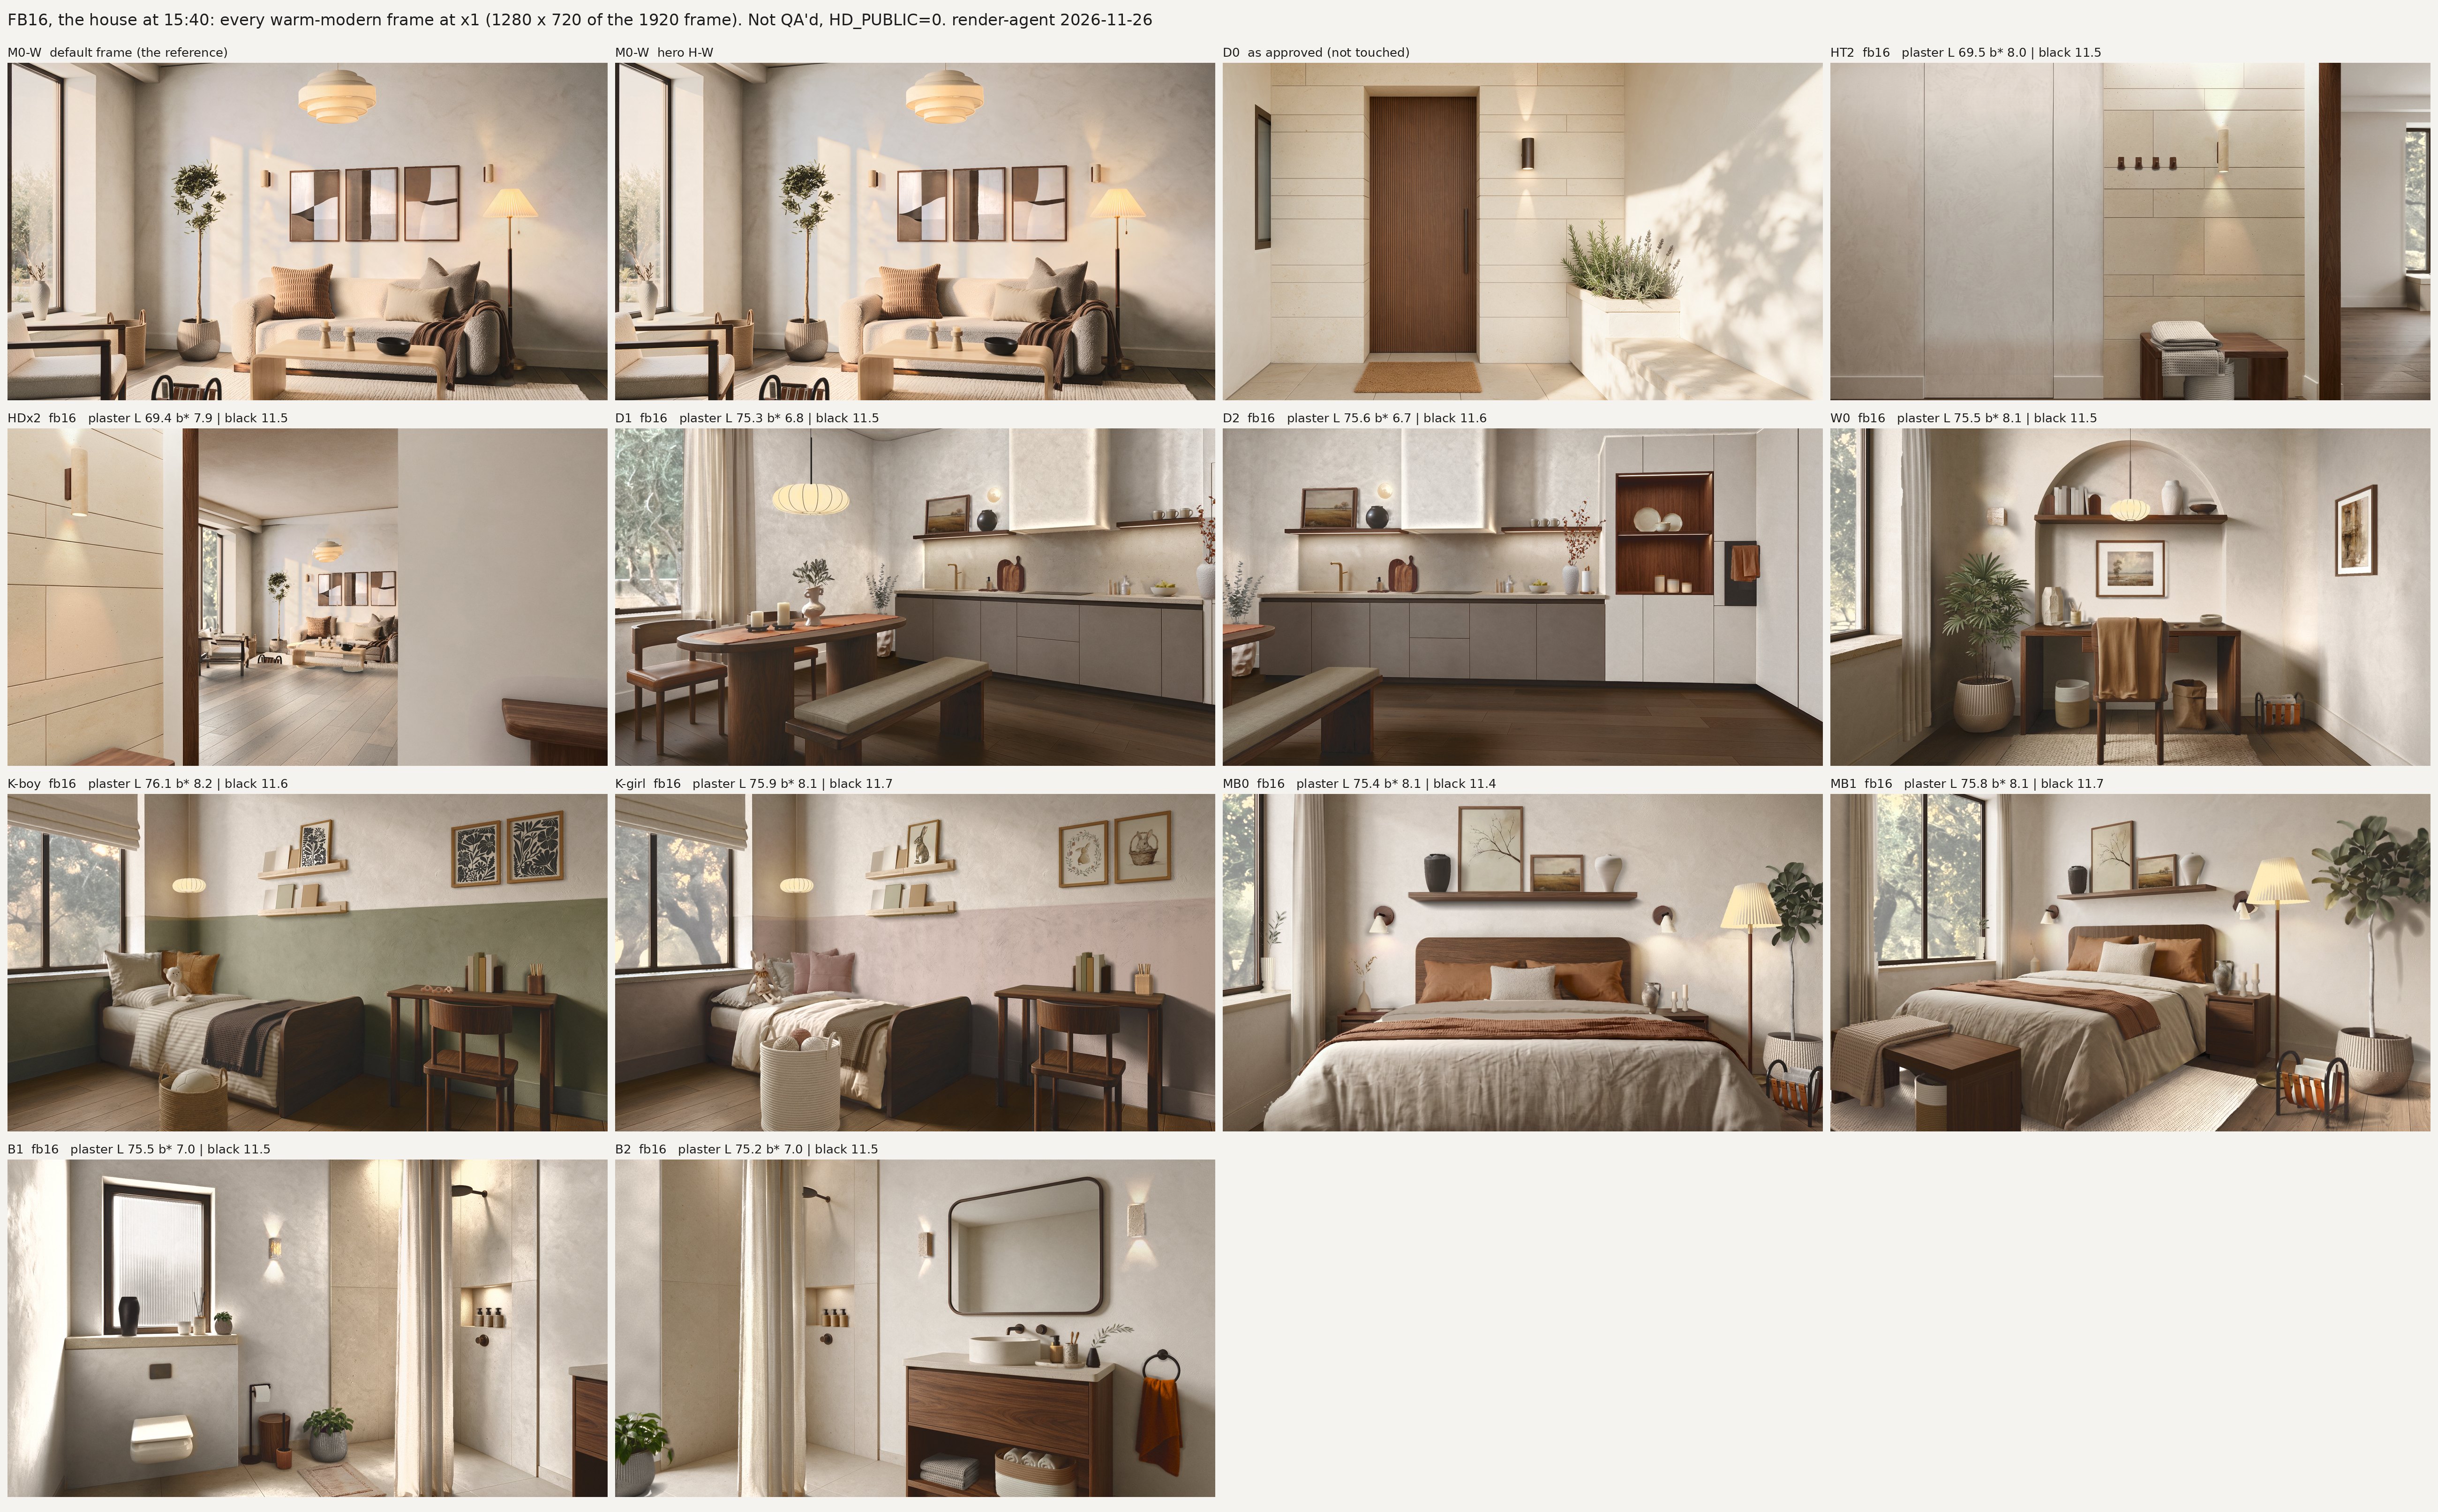 FB16, the house at 15:40: every warm-modern frame at x1 (1280 x 720 of the 1920 frame). Not QA'd, HD_PUBLIC=0. render-agent 2026-11-26
M0-W  default frame (the reference)
M0-W  hero H-W
D0  as approved (not touched)
HT2  fb16   plaster L 69.5 b* 8.0 | black 11.5
HDx2  fb16   plaster L 69.4 b* 7.9 | black 11.5
D1  fb16   plaster L 75.3 b* 6.8 | black 11.5
D2  fb16   plaster L 75.6 b* 6.7 | black 11.6
W0  fb16   plaster L 75.5 b* 8.1 | black 11.5
K-boy  fb16   plaster L 76.1 b* 8.2 | black 11.6
K-girl  fb16   plaster L 75.9 b* 8.1 | black 11.7
MB0  fb16   plaster L 75.4 b* 8.1 | black 11.4
MB1  fb16   plaster L 75.8 b* 8.1 | black 11.7
B1  fb16   plaster L 75.5 b* 7.0 | black 11.5
B2  fb16   plaster L 75.2 b* 7.0 | black 11.5